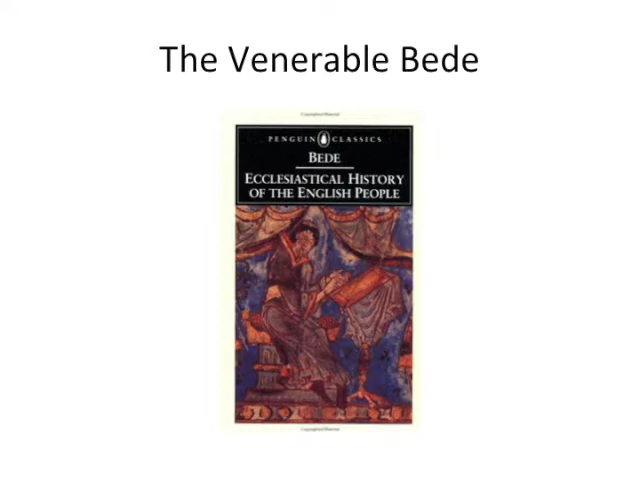 The Venerable Bede
PENGUIN CLASSICS
BEDE
ECCLESIASTICAL HISTORY
OF THE ENGLISH PEOPLE